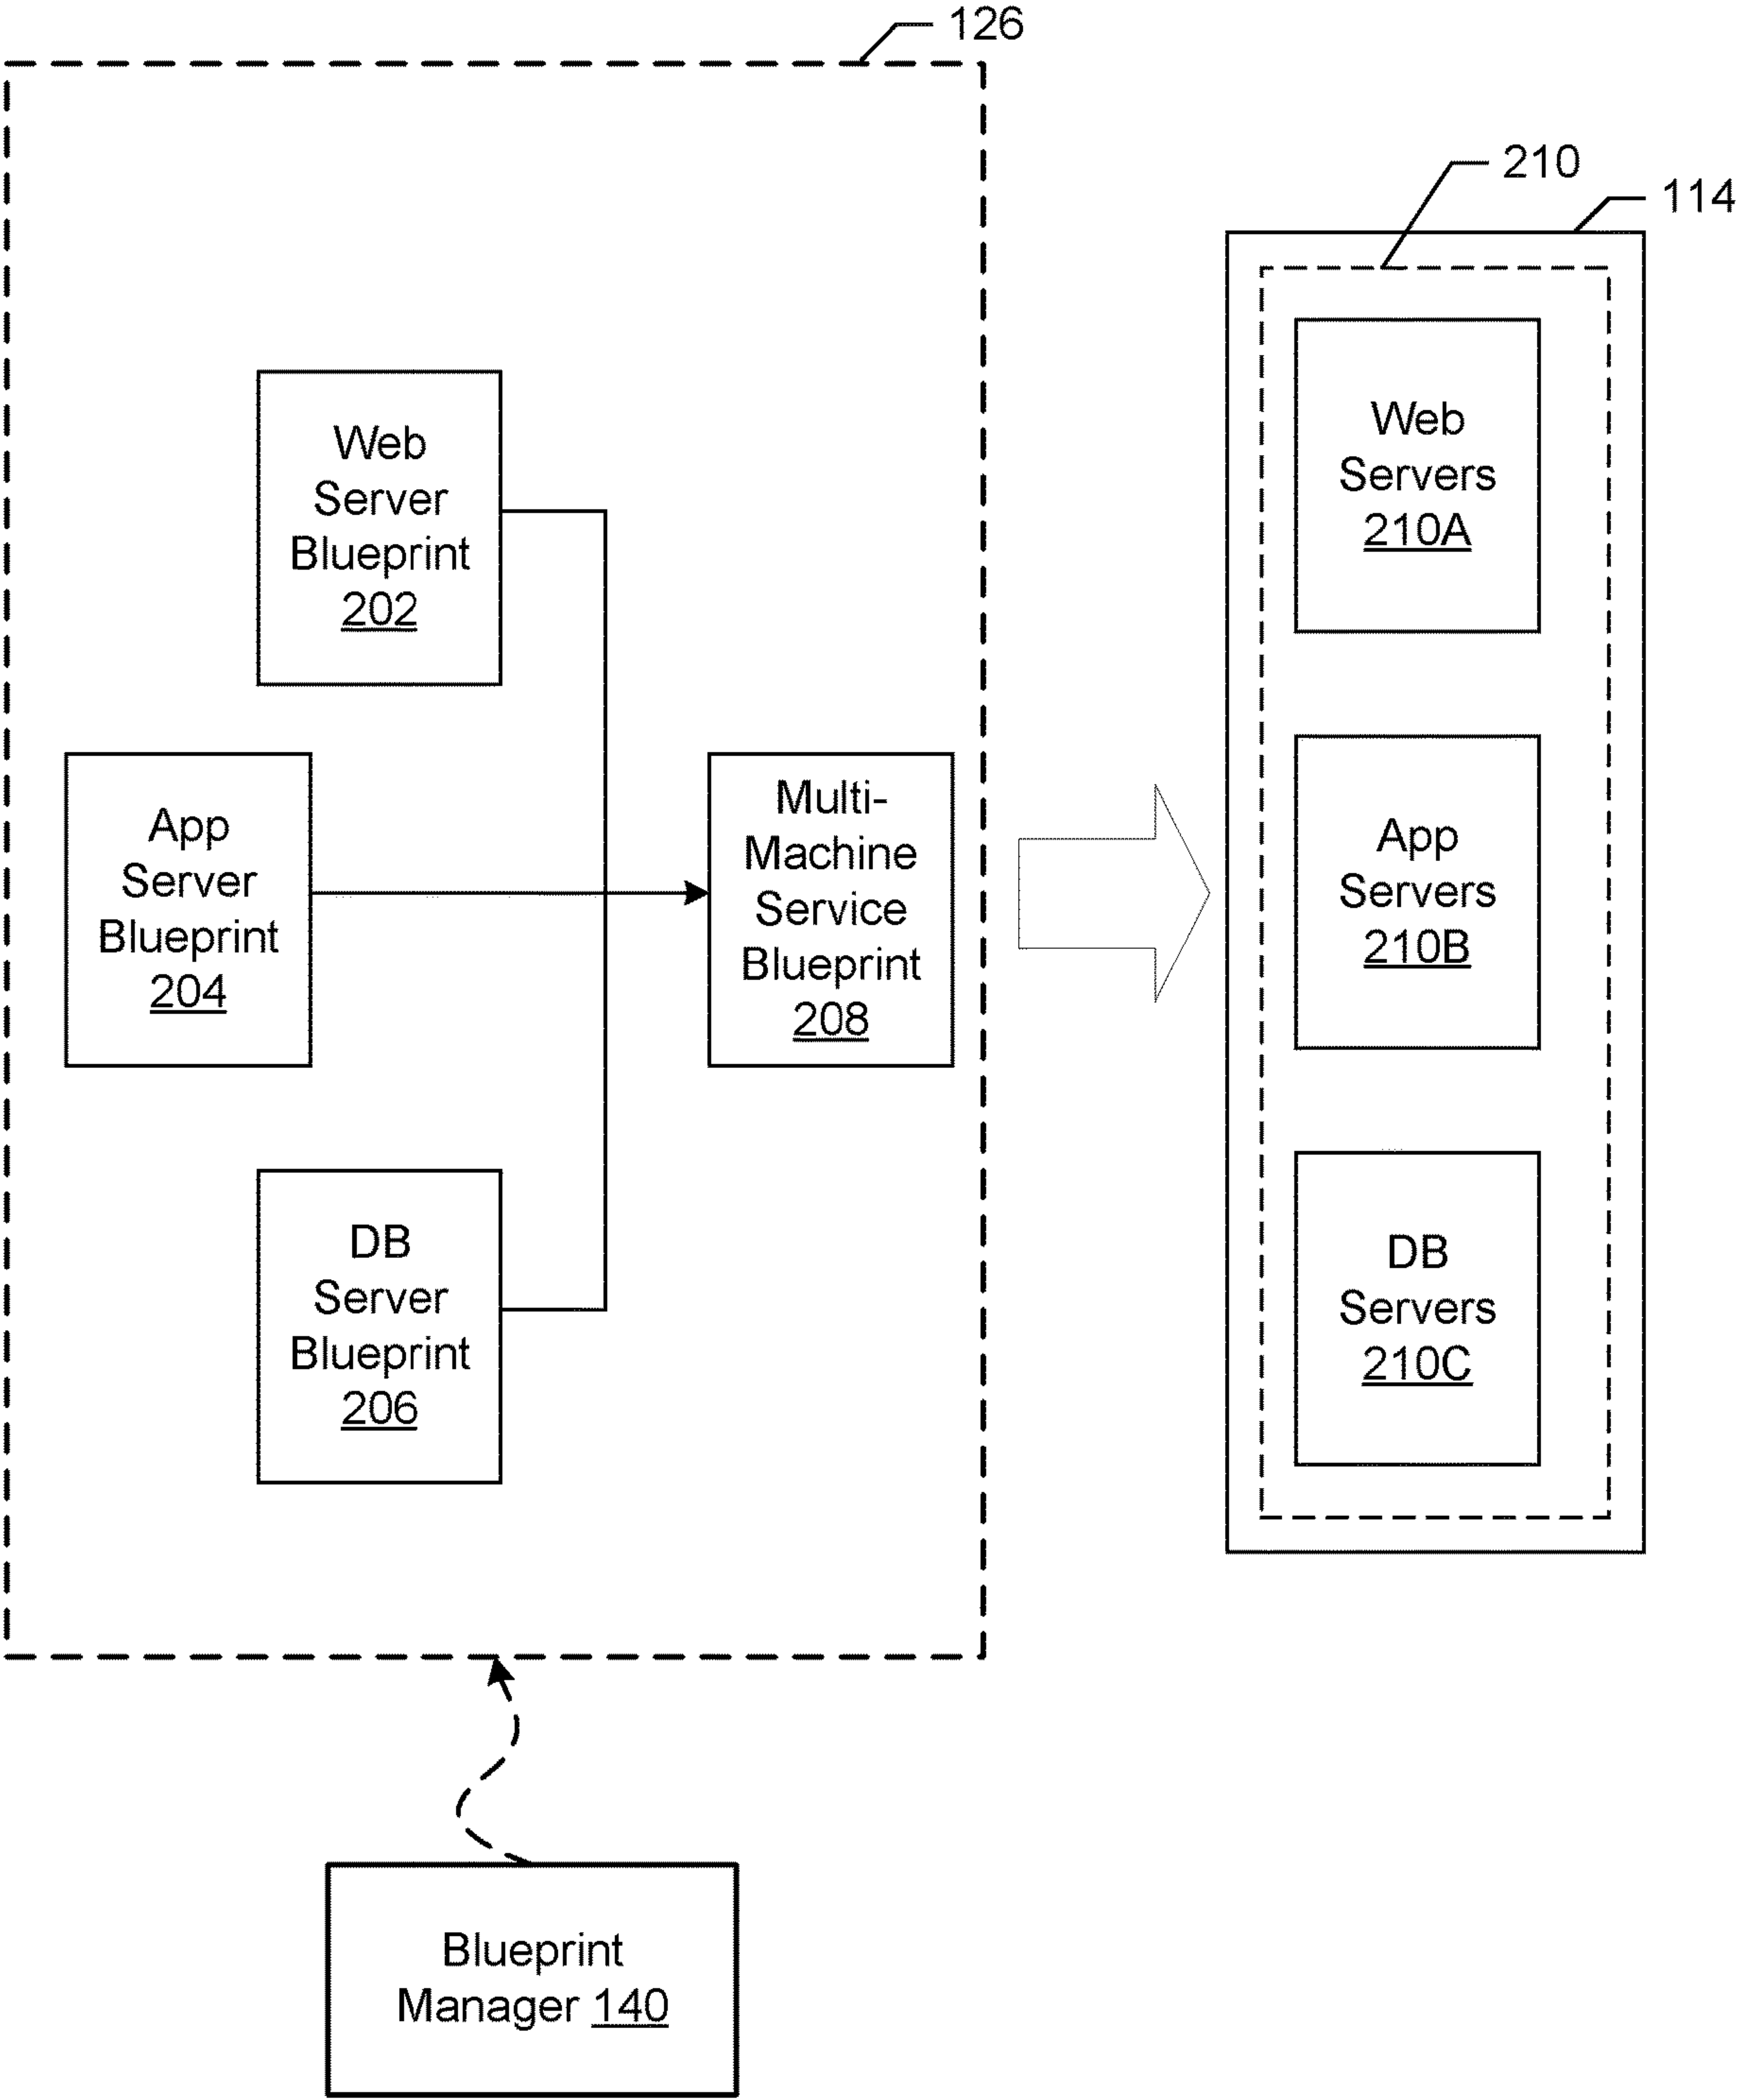 126
210
114
Web
Server
Blueprint
202
App
Server
Blueprint
204
DB
Server
Blueprint
206
Multi-
Machine
Service
Blueprint
208
Web
Servers
210A
App
Servers
210B
DB
Servers
210C
Blueprint
Manager 140